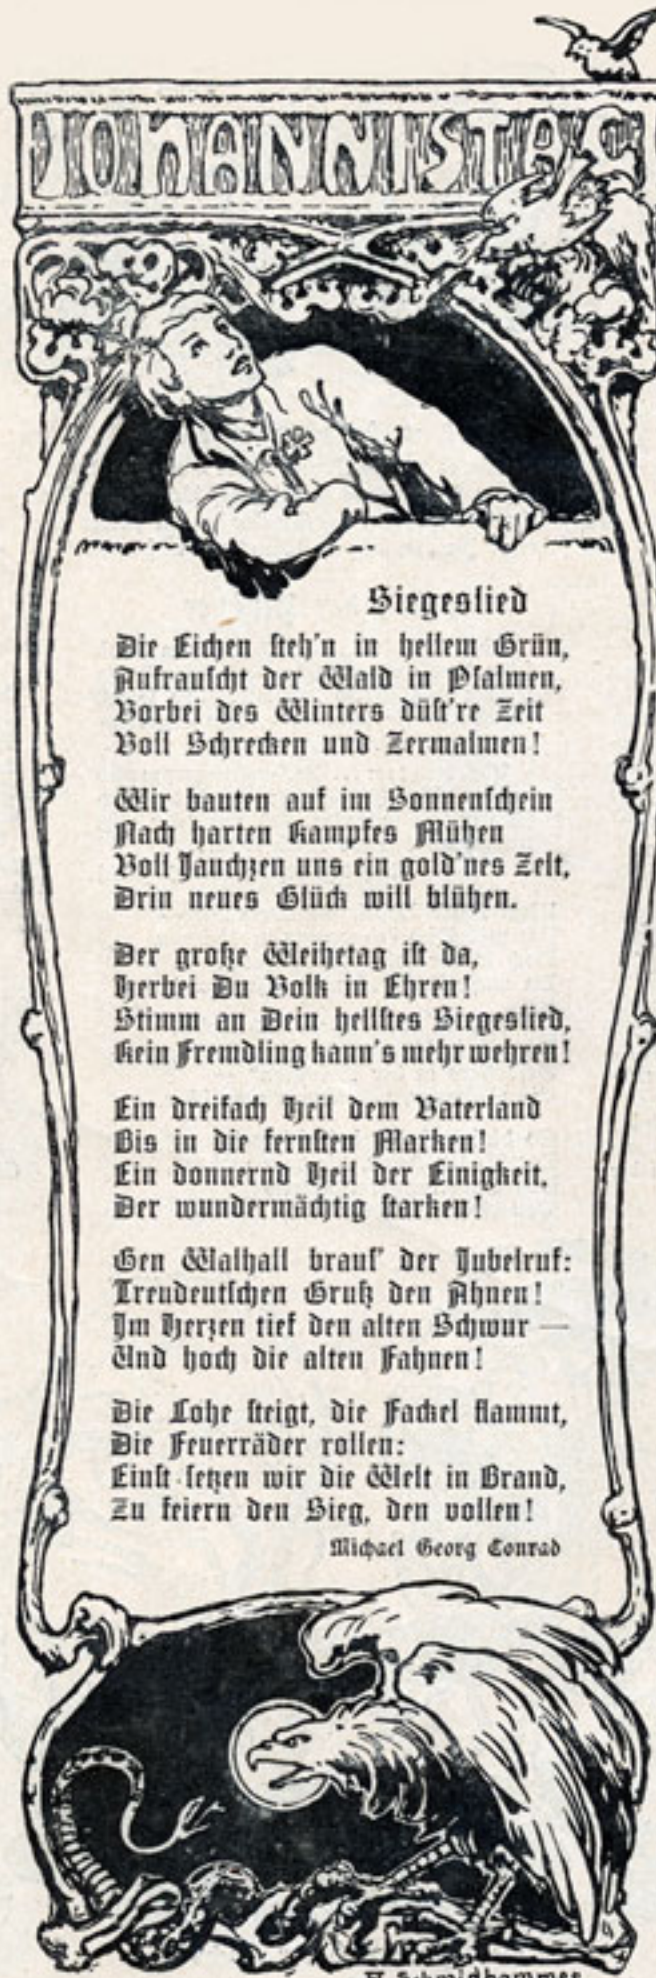 JOHANNISTAG
Siegeslied
Die Eichen steh'n in hellem Grün,
Aufrauscht der Wald in Psalmen,
Vorbei des Winters düst're Zeit
Voll Schrecken und Zermalmen!
Wir bauten auf im Sonnenschein
Nach harten Kampfes Mühen
Voll Jauchzen uns ein gold'nes Zelt,
Drin neues Glück will blühen.
Der große Weihetag ist da,
Herbei Du Volk in Ehren!
Stimm an Dein hellstes Siegeslied,
Kein Fremdling kann's mehr wehren!
Ein dreifach Heil dem Vaterland
Bis in die fernsten Marken!
Ein donnernd Heil der Einigkeit,
Der wundermächtig starken!
Gen Walhall braus' der Jubelruf:
Treudeutschen Gruß den Ahnen!
Im Herzen tief den alten Schwur —
Und hoch die alten Fahnen!
Die Lohe steigt, die Fackel flammt,
Die Feuerräder rollen:
Einst setzen wir die Welt in Brand,
Zu feiern den Sieg, den vollen!
Michael Georg Conrad